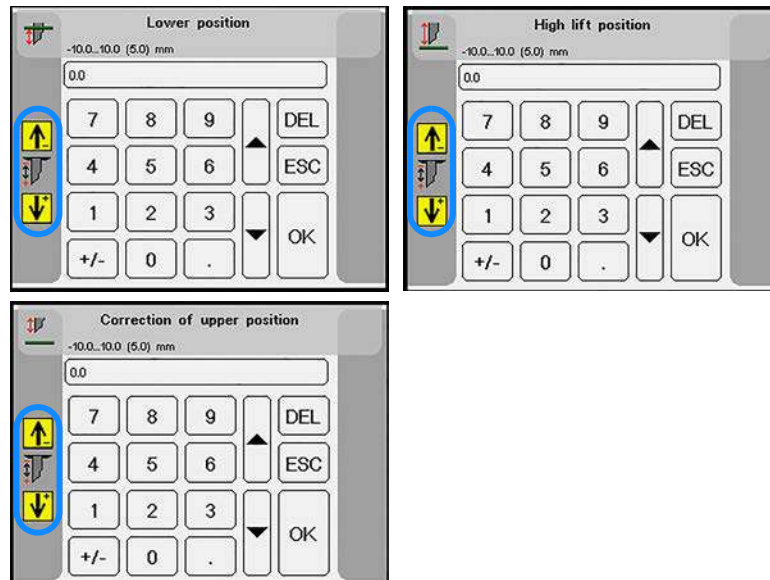 Lower position
-10.0...10.0 (5.0) mm
0.0
7 8 9 DEL
4 5 6 ESC
1 2 3
OK
+/- 0 .
High lift position
-10.0...10.0 (5.0) mm
0.0
7 8 9 DEL
4 5 6 ESC
1 2 3
OK
+/- 0 .
Correction of upper position
-10.0...10.0 (5.0) mm
0.0
7 8 9 DEL
4 5 6 ESC
1 2 3
OK
+/- 0 .